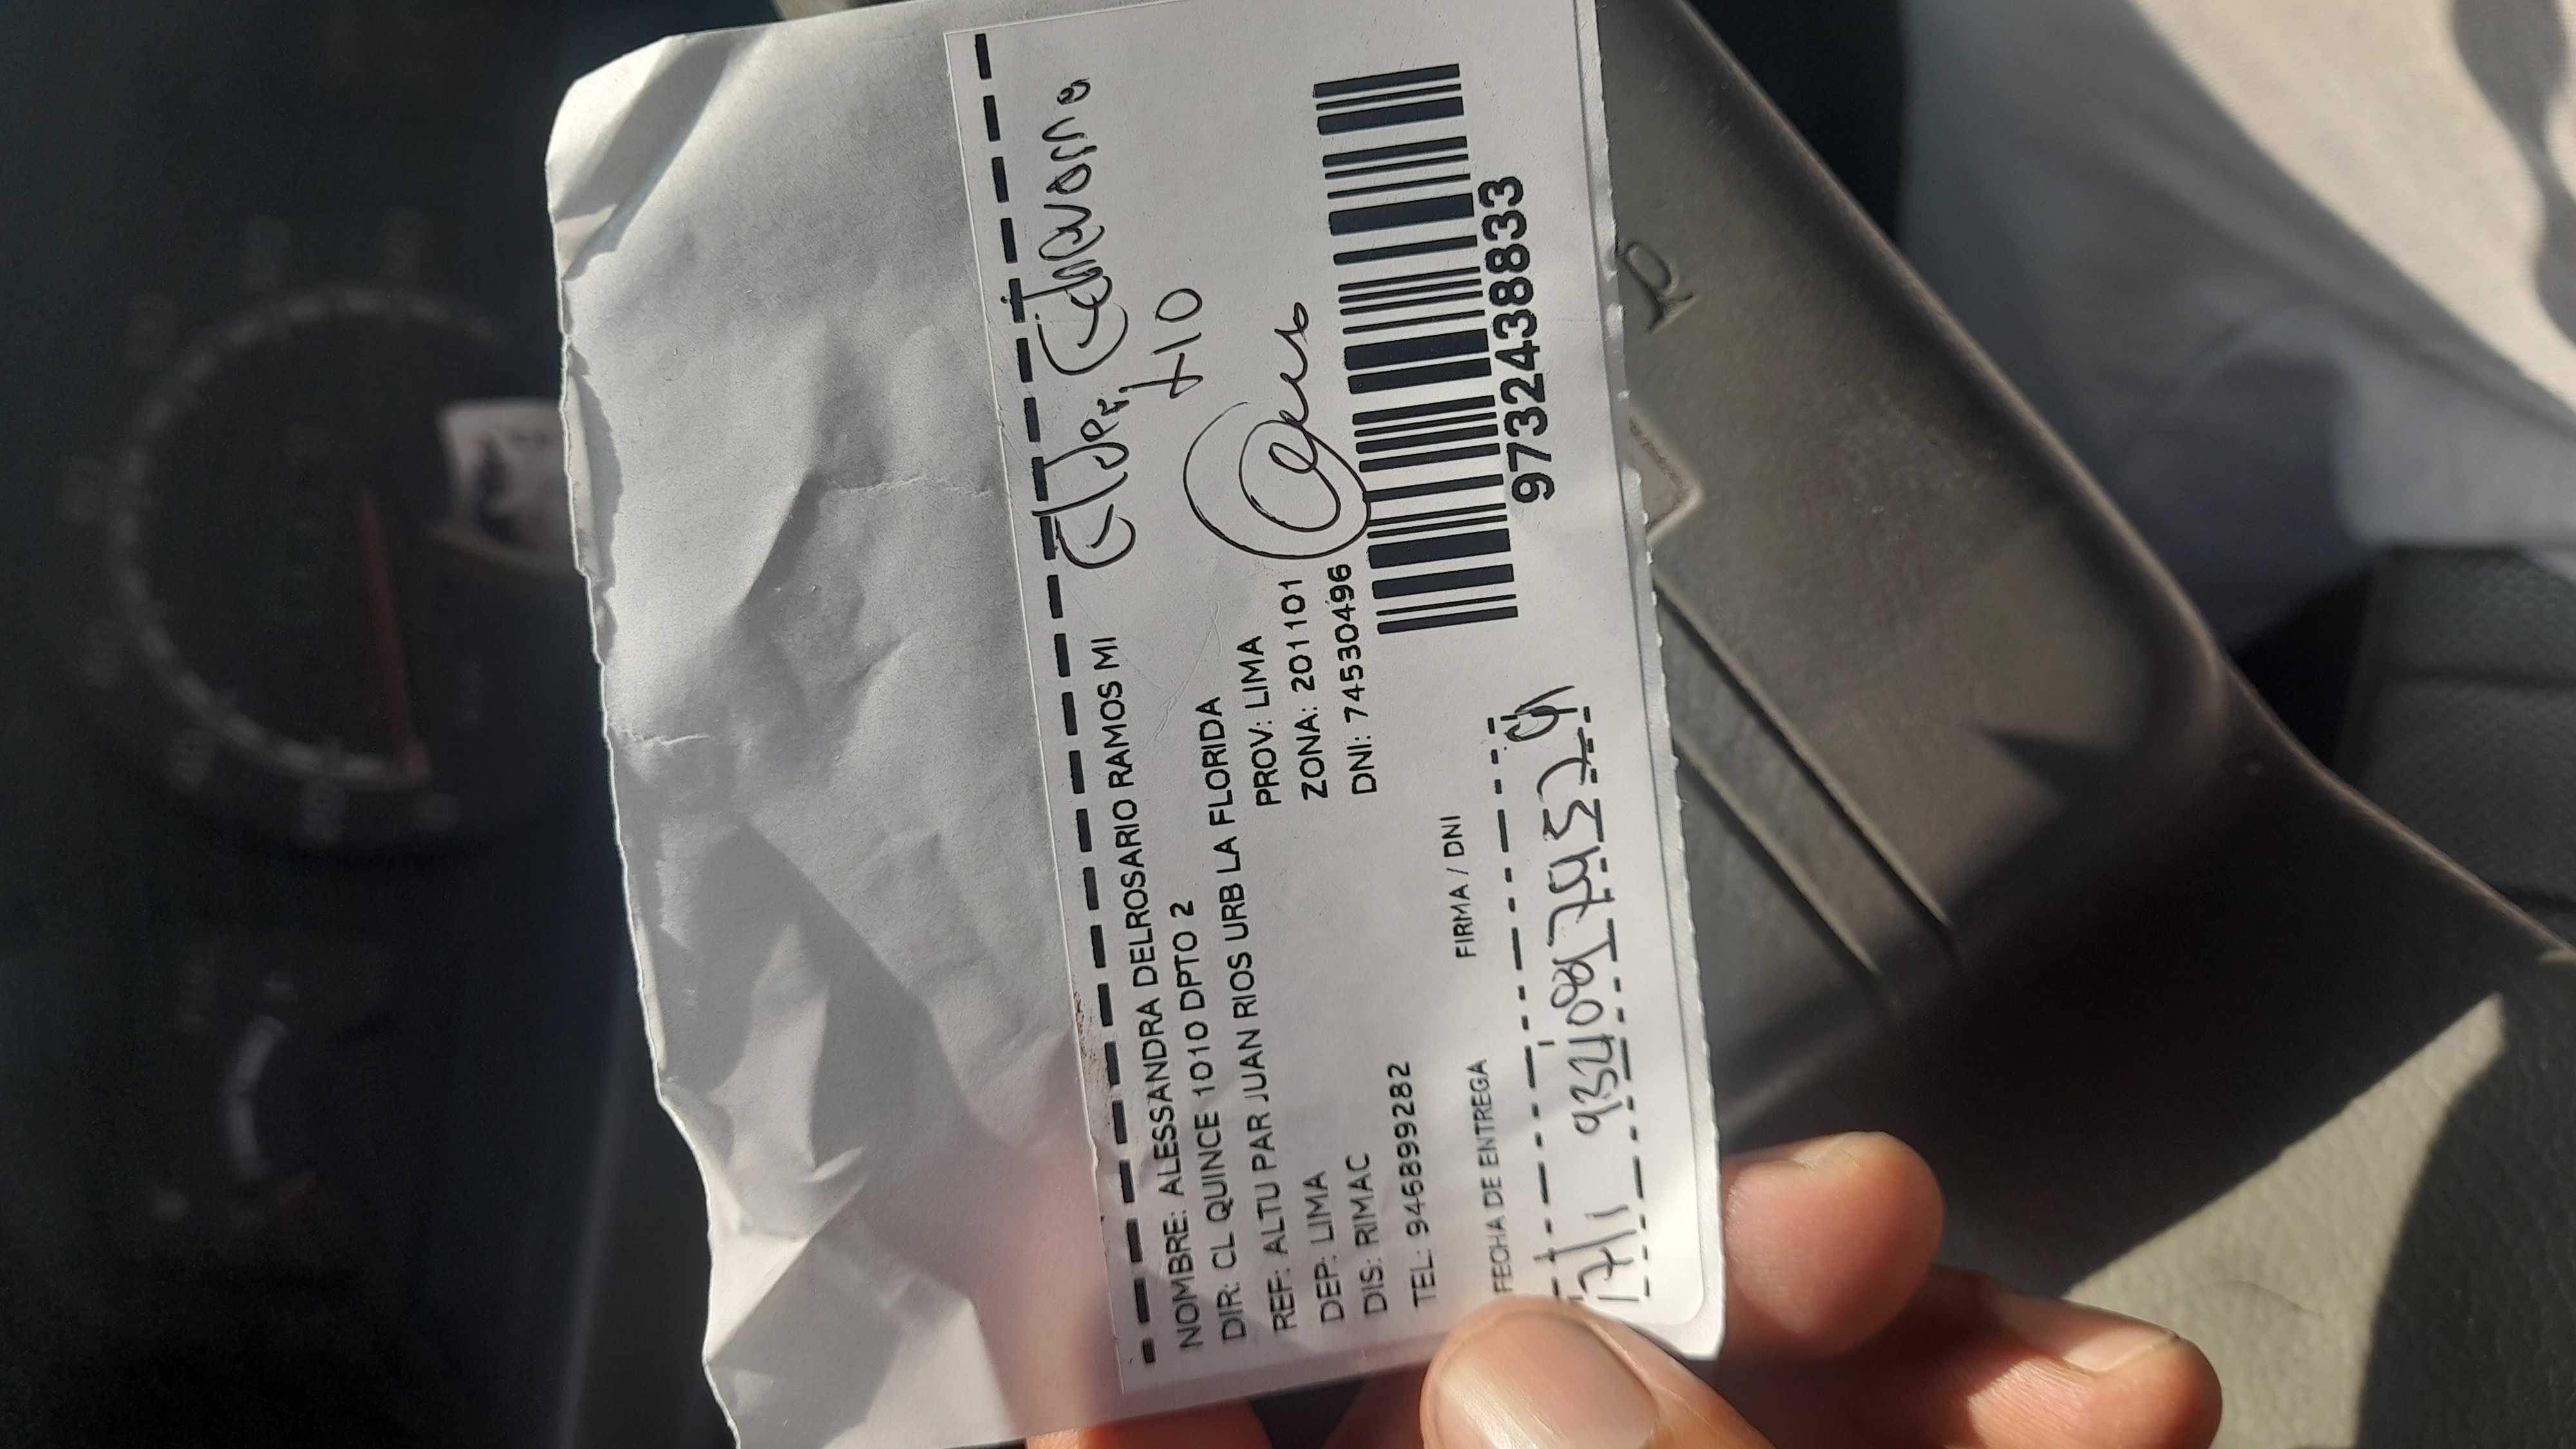 NOMBRE: ALESSANDRA DELROSARIO RAMOS MI
DIR: CL QUINCE 1010 DPTO 2
REF: ALTU PAR JUAN RIOS URB LA FLORIDA
DEP: LIMA PROV: LIMA
DIS: RIMAC ZONA: 2011101
TEL: 946899282 DNI: 74530496
9732438833
FECHA DE ENTREGA FIRMA / DNI